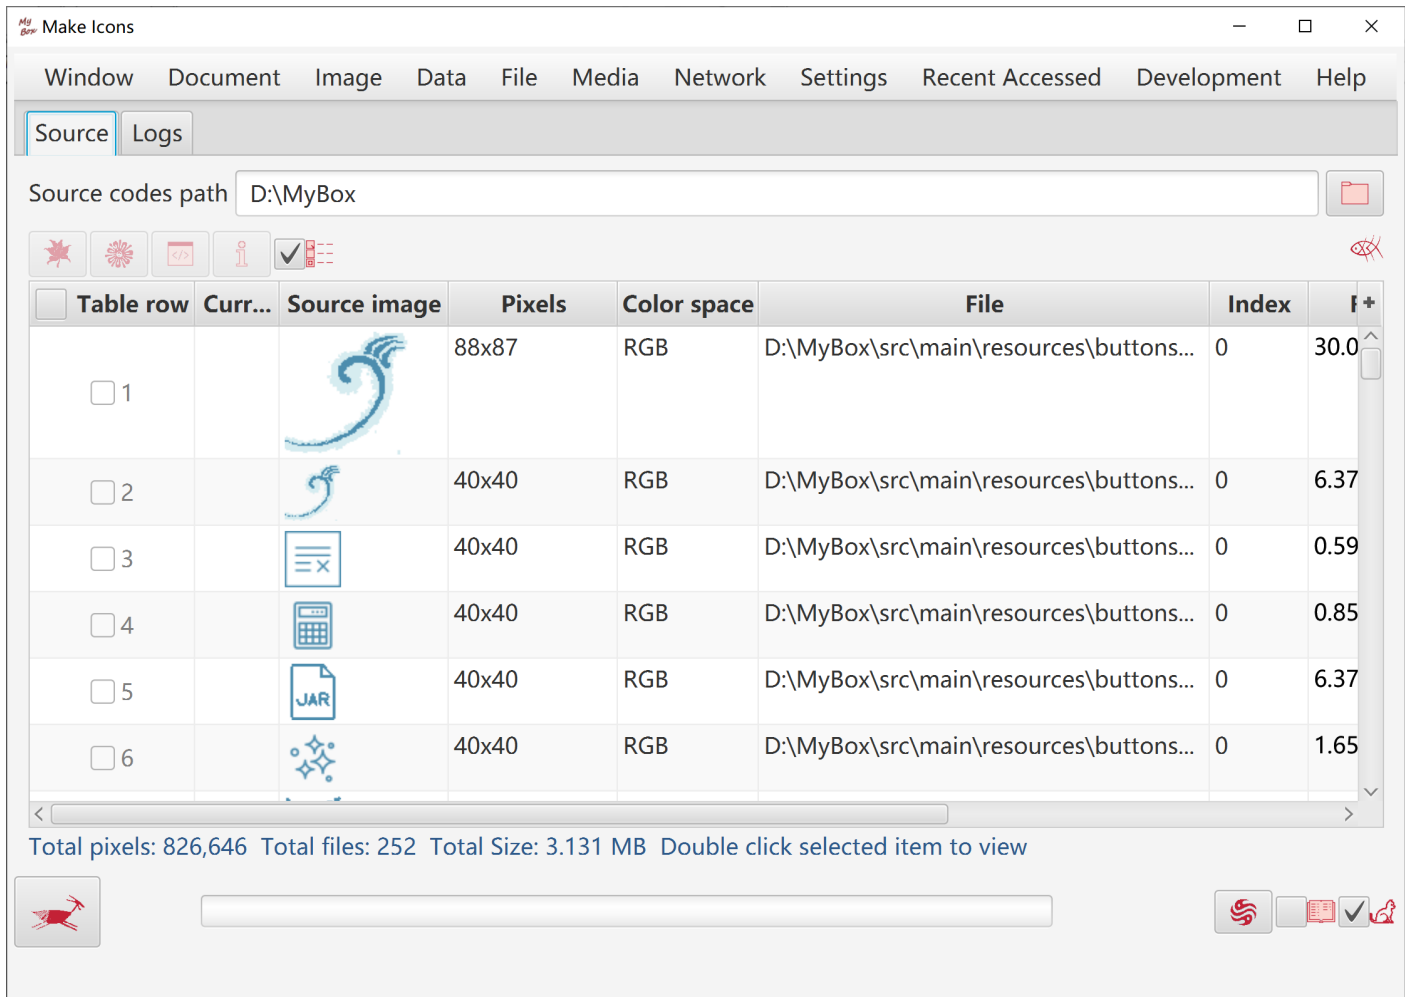 My Box Make Icons
Window Document Image Data File Media Network Settings Recent Accessed Development Help
Source Logs
Source codes path D:\MyBox
Table row Curr... Source image Pixels Color space File Index
1 88x87 RGB D:\MyBox\src\main\resources\buttons... 0 30.0
2 40x40 RGB D:\MyBox\src\main\resources\buttons... 0 6.37
3 40x40 RGB D:\MyBox\src\main\resources\buttons... 0 0.59
4 40x40 RGB D:\MyBox\src\main\resources\buttons... 0 0.85
5 JAR 40x40 RGB D:\MyBox\src\main\resources\buttons... 0 6.37
6 40x40 RGB D:\MyBox\src\main\resources\buttons... 0 1.65
Total pixels: 826,646 Total files: 252 Total Size: 3.131 MB Double click selected item to view